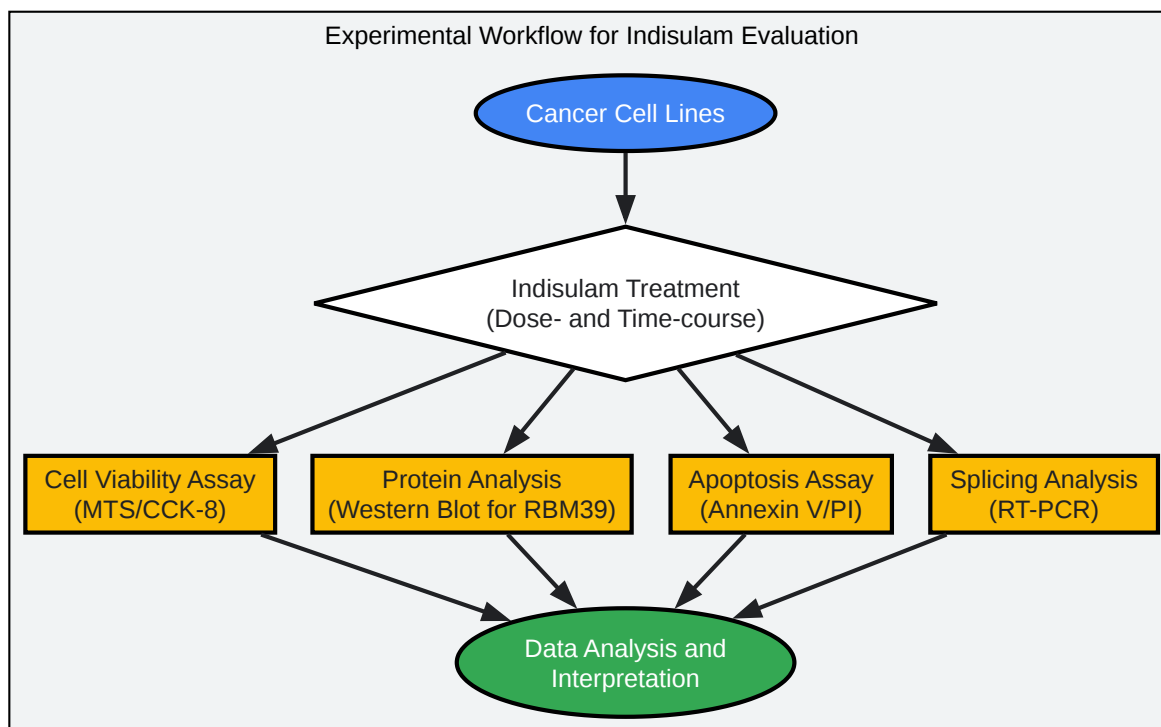 Experimental Workflow for Indisulam Evaluation
Cancer Cell Lines
Indisulam Treatment
(Dose- and Time-course)
Cell Viability Assay
(MTS/CCK-8)
Protein Analysis
(Western Blot for RBM39)
Apoptosis Assay
(Annexin V/PI)
Splicing Analysis
(RT-PCR)
Data Analysis and
Interpretation